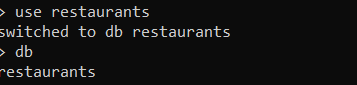 > use restaurants
switched to db restaurants
> db
restaurants